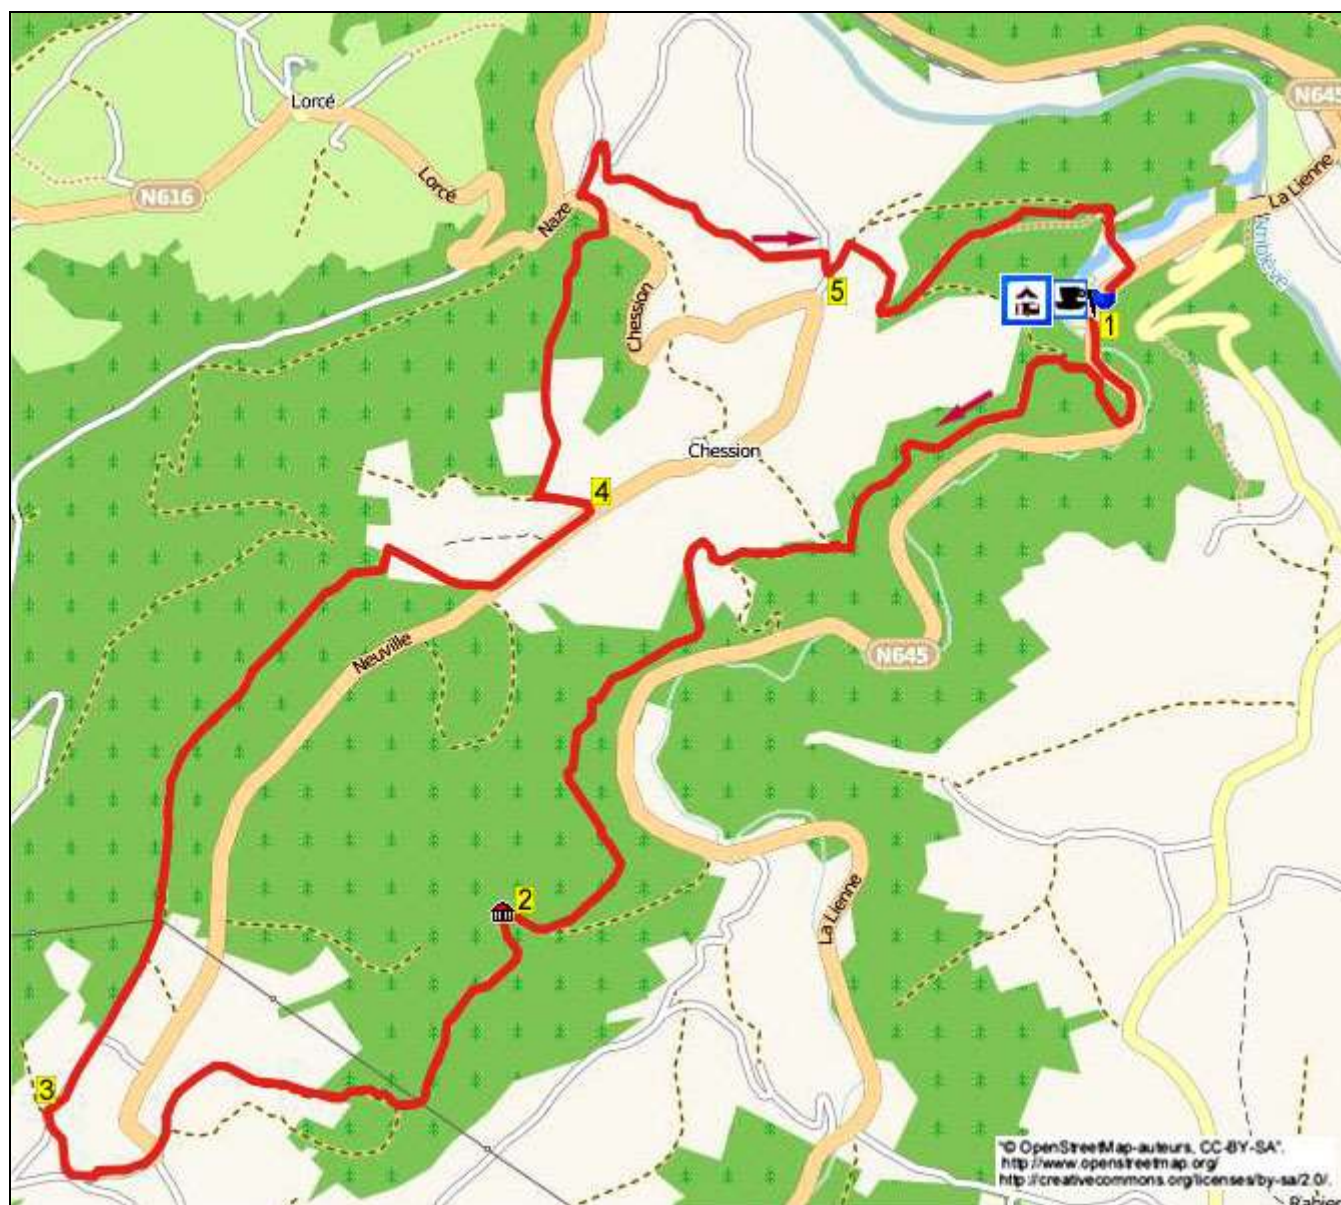 Lorcé
N645
N616
Lorcé
Naze
La Lienne
Amblève
Chession
5
1
Chession
4
Neuville
N645
2
La Lienne
3
"© OpenStreetMap-auteurs, CC-BY-SA".
http://www.openstreetmap.org/
http://creativecommons.org/licenses/by-sa/2.0/.